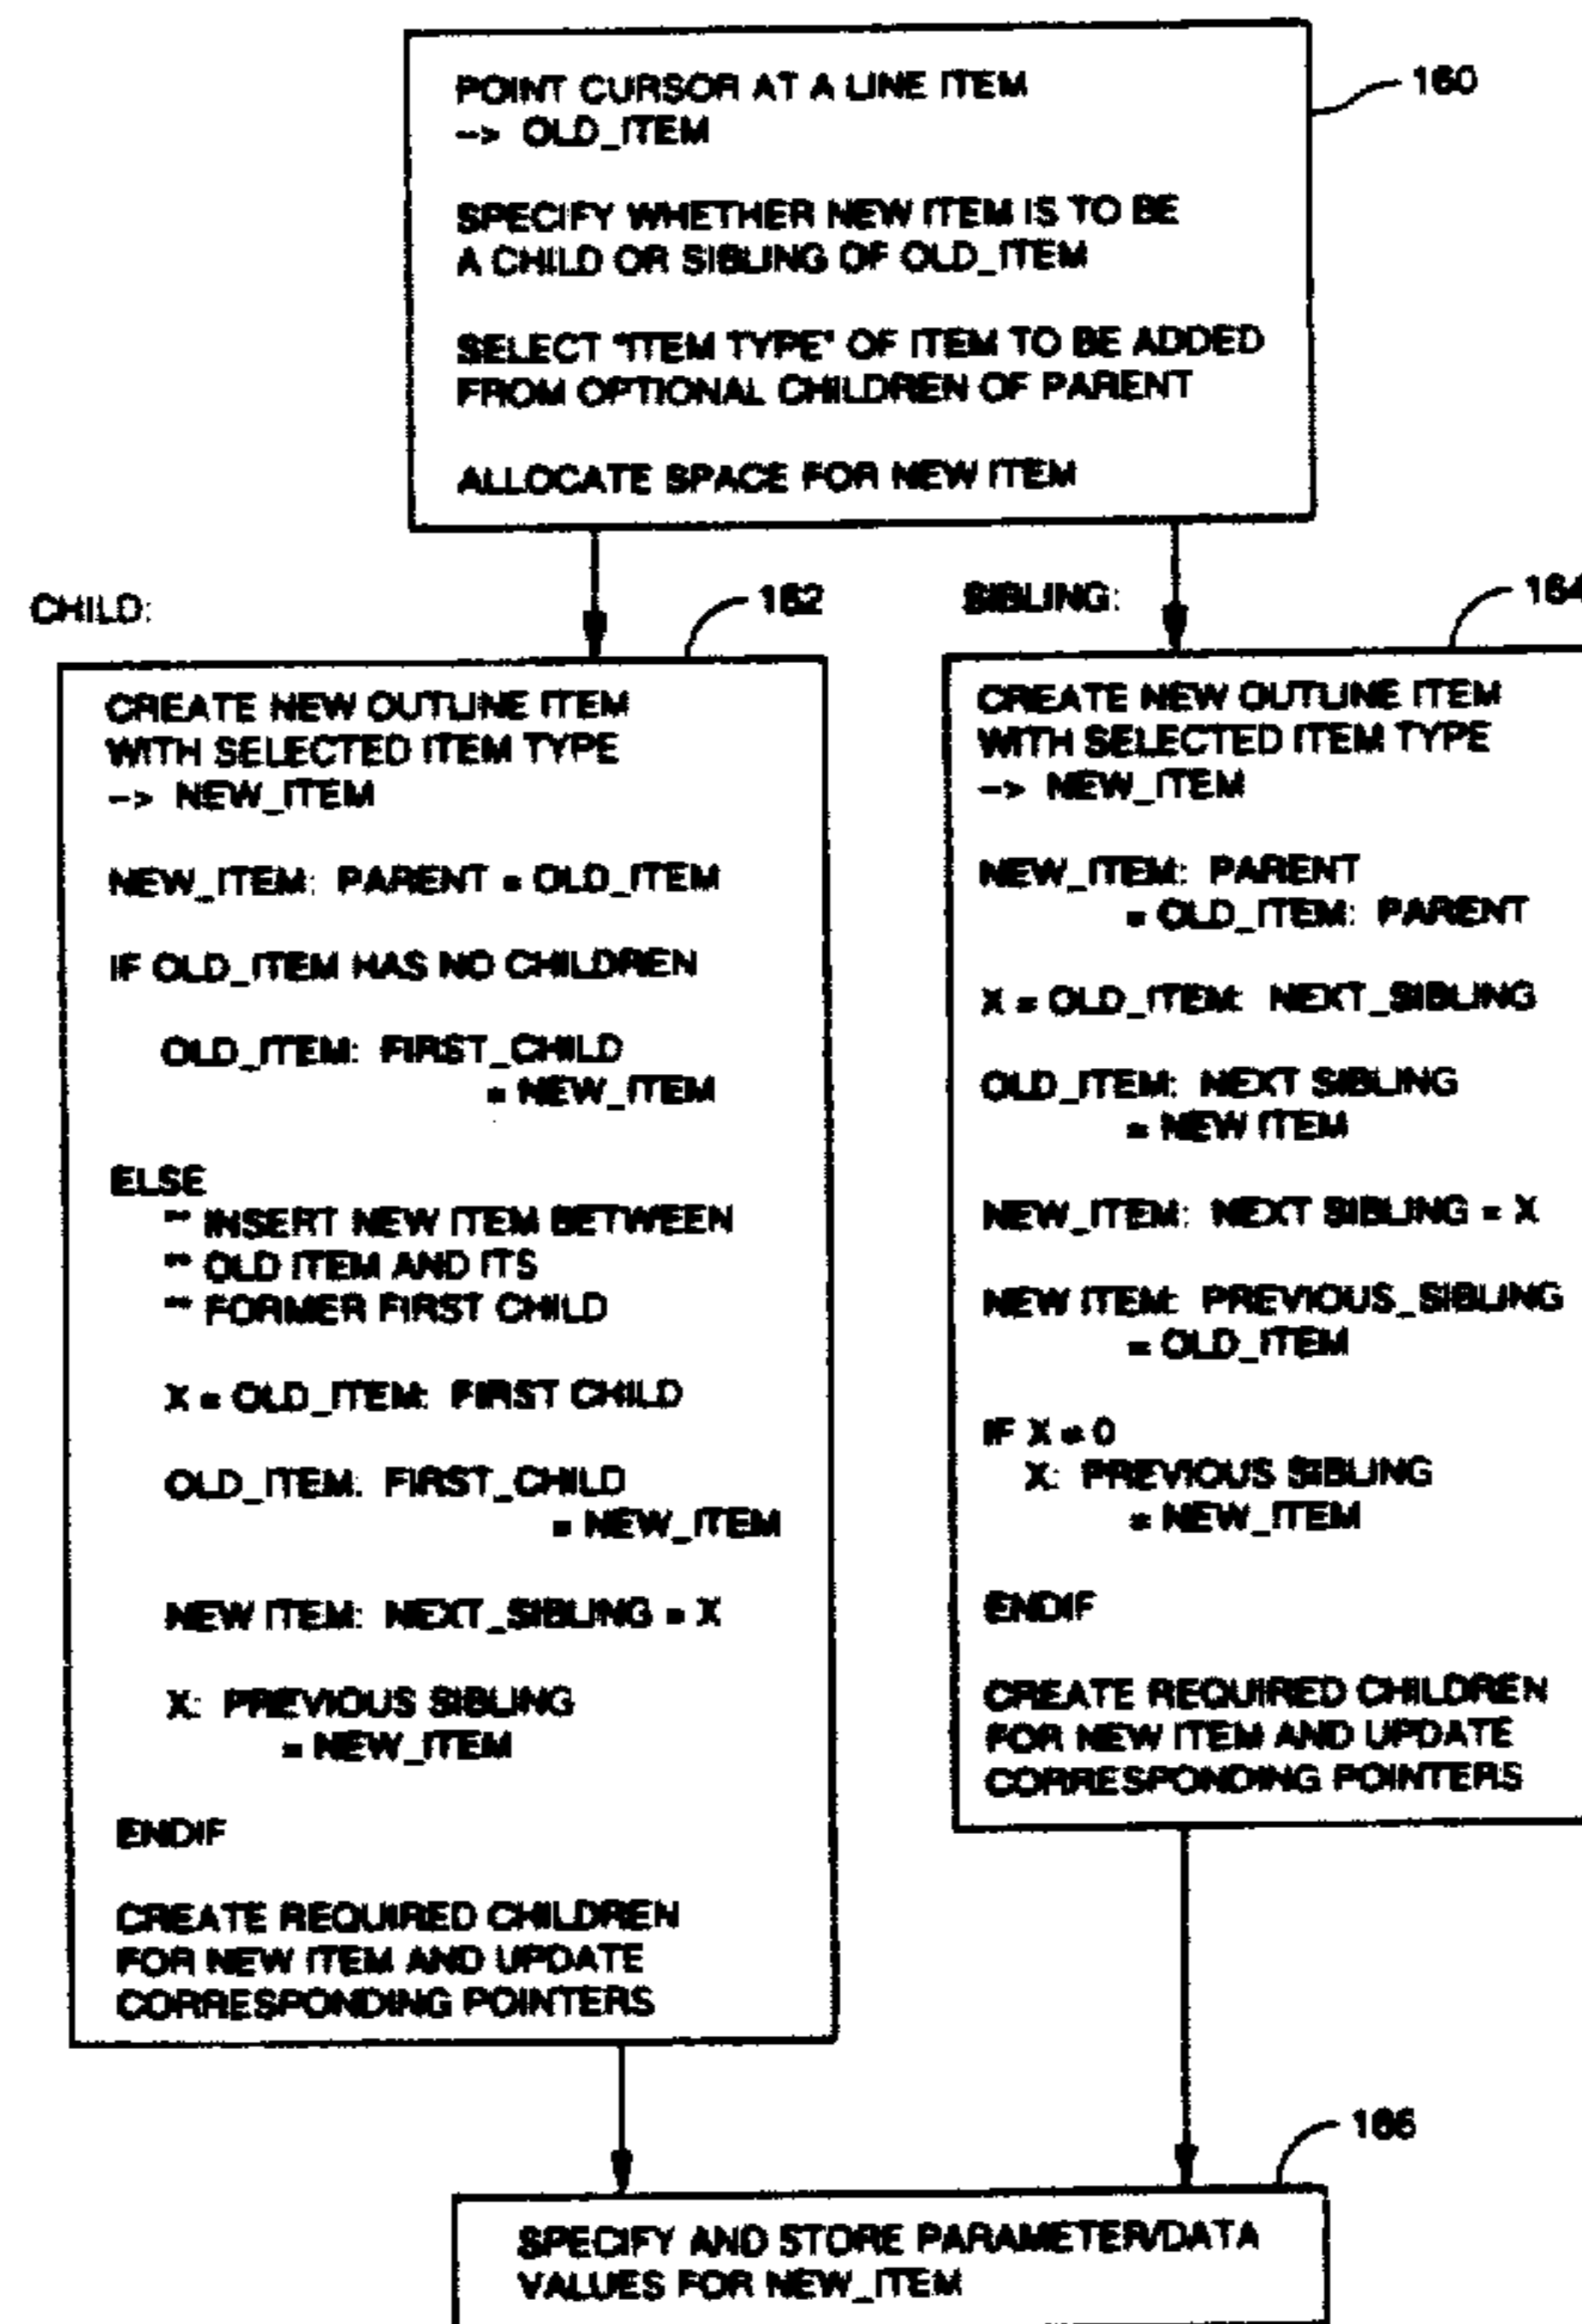 POINT CURSOR AT A LINE ITEM
--> OLD_ITEM
SPECIFY WHETHER NEW ITEM IS TO BE
A CHILD OR SIBLING OF OLD_ITEM
SELECT "ITEM TYPE" OF ITEM TO BE ADDED
FROM OPTIONAL CHILDREN OF PARENT
ALLOCATE SPACE FOR NEW ITEM
160
CHILD:
162
CREATE NEW OUTLINE ITEM
WITH SELECTED ITEM TYPE
--> NEW_ITEM
NEW_ITEM: PARENT = OLD_ITEM
IF OLD_ITEM HAS NO CHILDREN
OLD_ITEM: FIRST_CHILD
= NEW_ITEM
ELSE
** INSERT NEW ITEM BETWEEN
** OLD ITEM AND ITS
** FORMER FIRST CHILD
X = OLD_ITEM: FIRST CHILD
OLD_ITEM: FIRST_CHILD
= NEW_ITEM
NEW ITEM: NEXT_SIBLING = X
X: PREVIOUS SIBLING
= NEW_ITEM
ENDIF
CREATE REQUIRED CHILDREN
FOR NEW ITEM AND UPDATE
CORRESPONDING POINTERS
SIBLING:
164
CREATE NEW OUTLINE ITEM
WITH SELECTED ITEM TYPE
--> NEW_ITEM
NEW_ITEM: PARENT
= OLD_ITEM: PARENT
X = OLD_ITEM: NEXT_SIBLING
OLD_ITEM: NEXT SIBLING
= NEW ITEM
NEW_ITEM: NEXT SIBLING = X
NEW ITEM: PREVIOUS_SIBLING
= OLD_ITEM
IF X ≠ 0
X: PREVIOUS SIBLING
= NEW_ITEM
ENDIF
CREATE REQUIRED CHILDREN
FOR NEW ITEM AND UPDATE
CORRESPONDING POINTERS
166
SPECIFY AND STORE PARAMETER/DATA
VALUES FOR NEW_ITEM